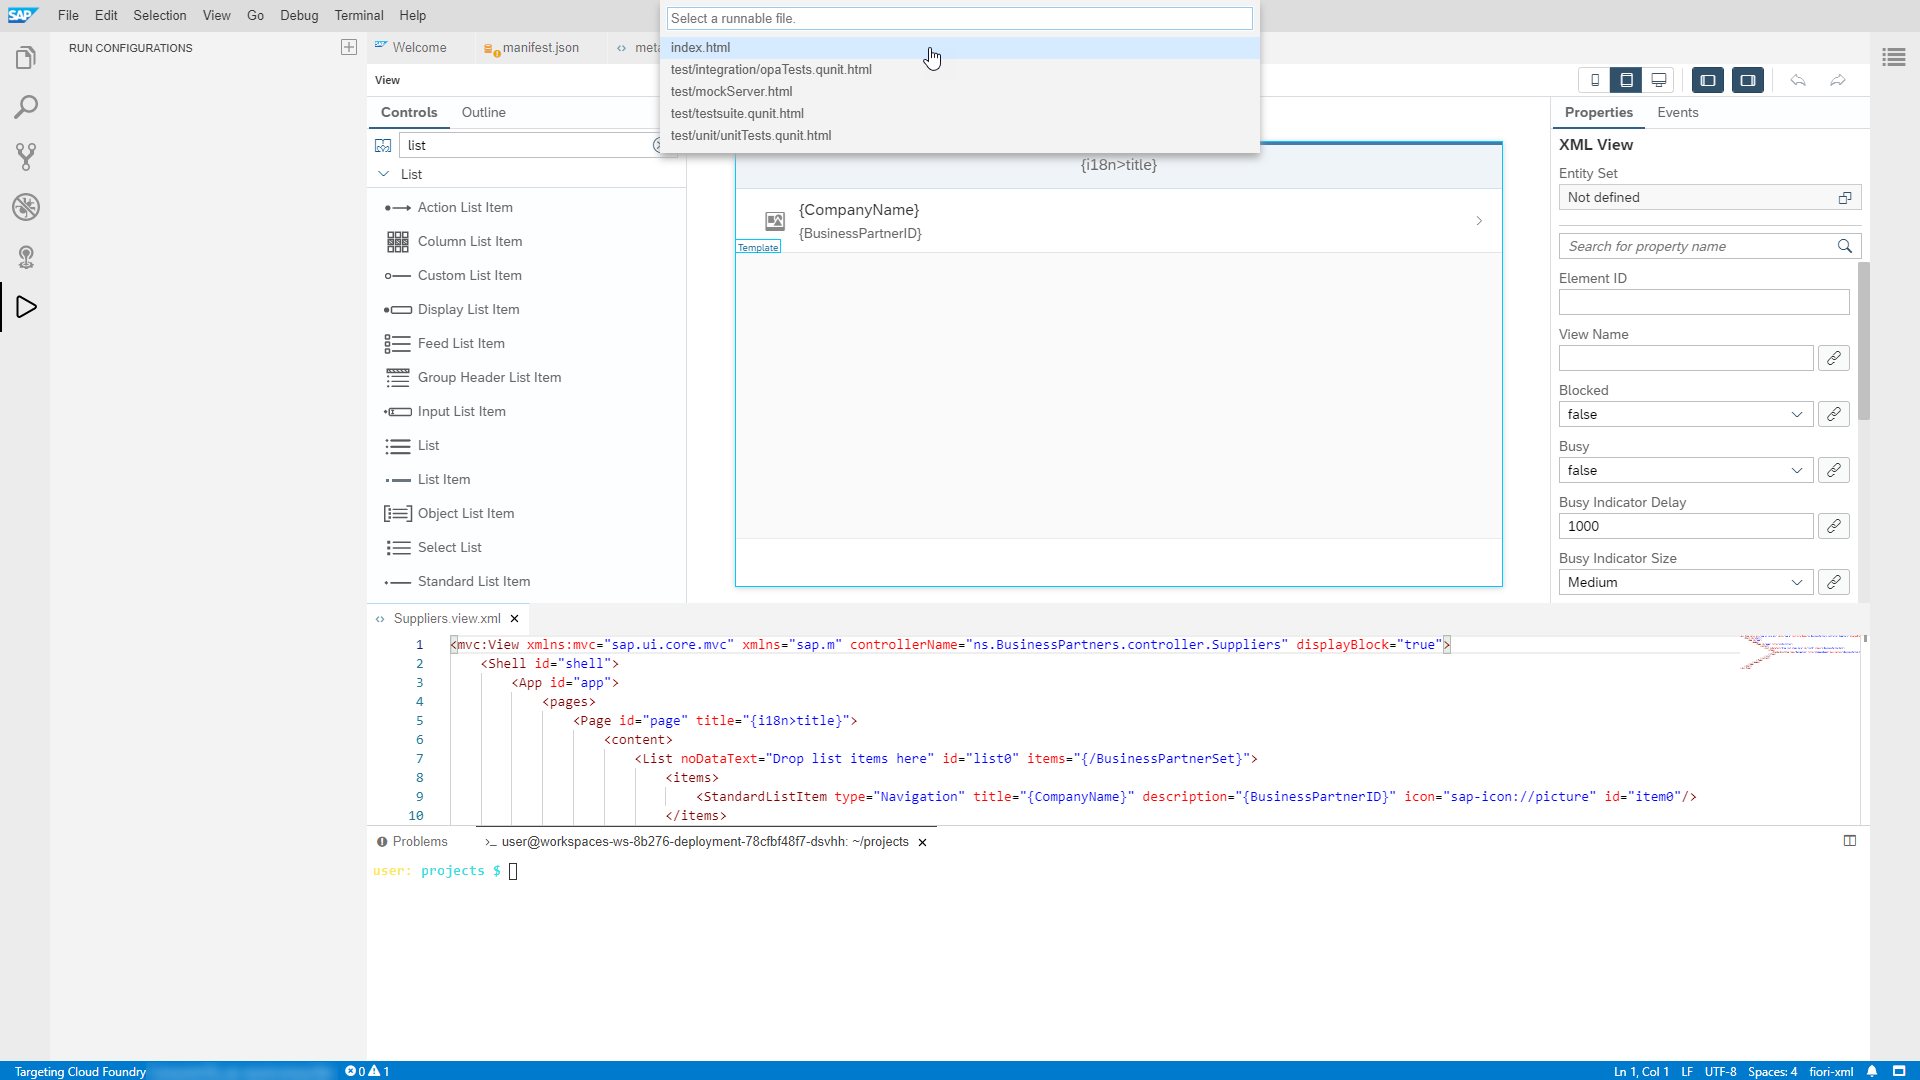 SAP File Edit Selection View Go Debug Terminal Help
Select a runnable file.
index.html
test/integration/opaTests.qunit.html
test/mockServer.html
test/testsuite.qunit.html
test/unit/unitTests.qunit.html
RUN CONFIGURATIONS
Welcome manifest.json meta
View
Controls Outline
list
List
Action List Item
Column List Item
Custom List Item
Display List Item
Feed List Item
Group Header List Item
Input List Item
List
List Item
Object List Item
Select List
Standard List Item
{i18n>title}
{CompanyName}
{BusinessPartnerID}
Template
Properties Events
XML View
Entity Set
Not defined
Search for property name
Element ID
View Name
Blocked
false
Busy
false
Busy Indicator Delay
1000
Busy Indicator Size
Medium
Suppliers.view.xml
1 <mvc:View xmlns:mvc="sap.ui.core.mvc" xmlns="sap.m" controllerName="ns.BusinessPartners.controller.Suppliers" displayBlock="true">
2 <Shell id="shell">
3 <App id="app">
4 <pages>
5 <Page id="page" title="{i18n>title}">
6 <content>
7 <List noDataText="Drop list items here" id="list0" items="{/BusinessPartnerSet}">
8 <items>
9 <StandardListItem type="Navigation" title="{CompanyName}" description="{BusinessPartnerID}" icon="sap-icon://picture" id="item0"/>
10 </items>
Problems >_ user@workspaces-ws-8b276-deployment-78cfbf48f7-dsvhh: ~/projects
user: projects $
Targeting Cloud Foundry 0 1 Ln 1, Col 1 LF UTF-8 Spaces: 4 fiori-xml